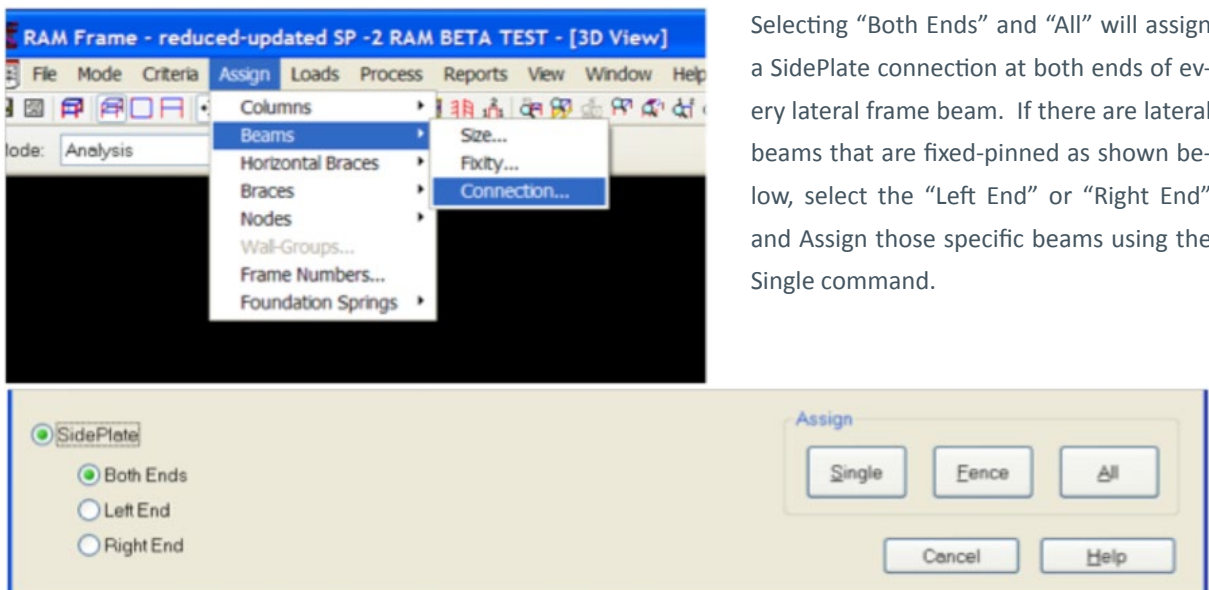 RAM Frame - reduced-updated SP -2 RAM BETA TEST - [3D View]
File Mode Criteria Assign Loads Process Reports View Window Help
ode: Analysis
Columns
Beams
Horizontal Braces
Braces
Nodes
Wall-Groups...
Frame Numbers...
Foundation Springs
Size...
Fixity...
Connection...
Selecting “Both Ends” and “All” will assign
a SidePlate connection at both ends of ev-
ery lateral frame beam. If there are lateral
beams that are fixed-pinned as shown be-
low, select the “Left End” or “Right End”
and Assign those specific beams using the
Single command.
SidePlate
Both Ends
Left End
Right End
Assign
Single Fence All
Cancel Help